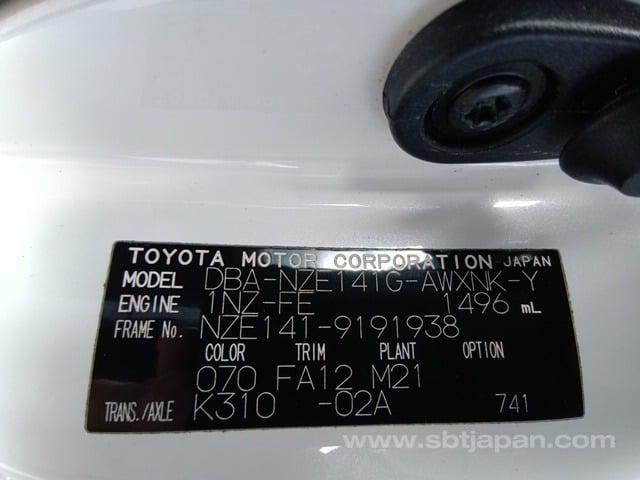 TOYOTA MOTOR CORPORATION JAPAN
MODEL DBA-NZE141G-AWXNK-Y
ENGINE 1NZ-FE 1496 mL
FRAME No. NZE141-9191938
COLOR TRIM PLANT OPTION
070 FA12 M21
TRANS./AXLE K310 -02A 741
www.sbtjapan.com